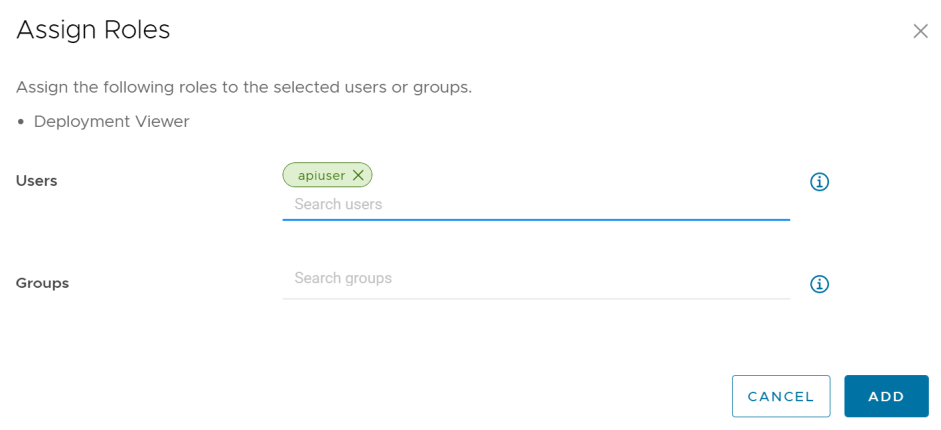 Assign Roles
Assign the following roles to the selected users or groups.
• Deployment Viewer
Users
apiuser
Search users
Groups
Search groups
CANCEL
ADD